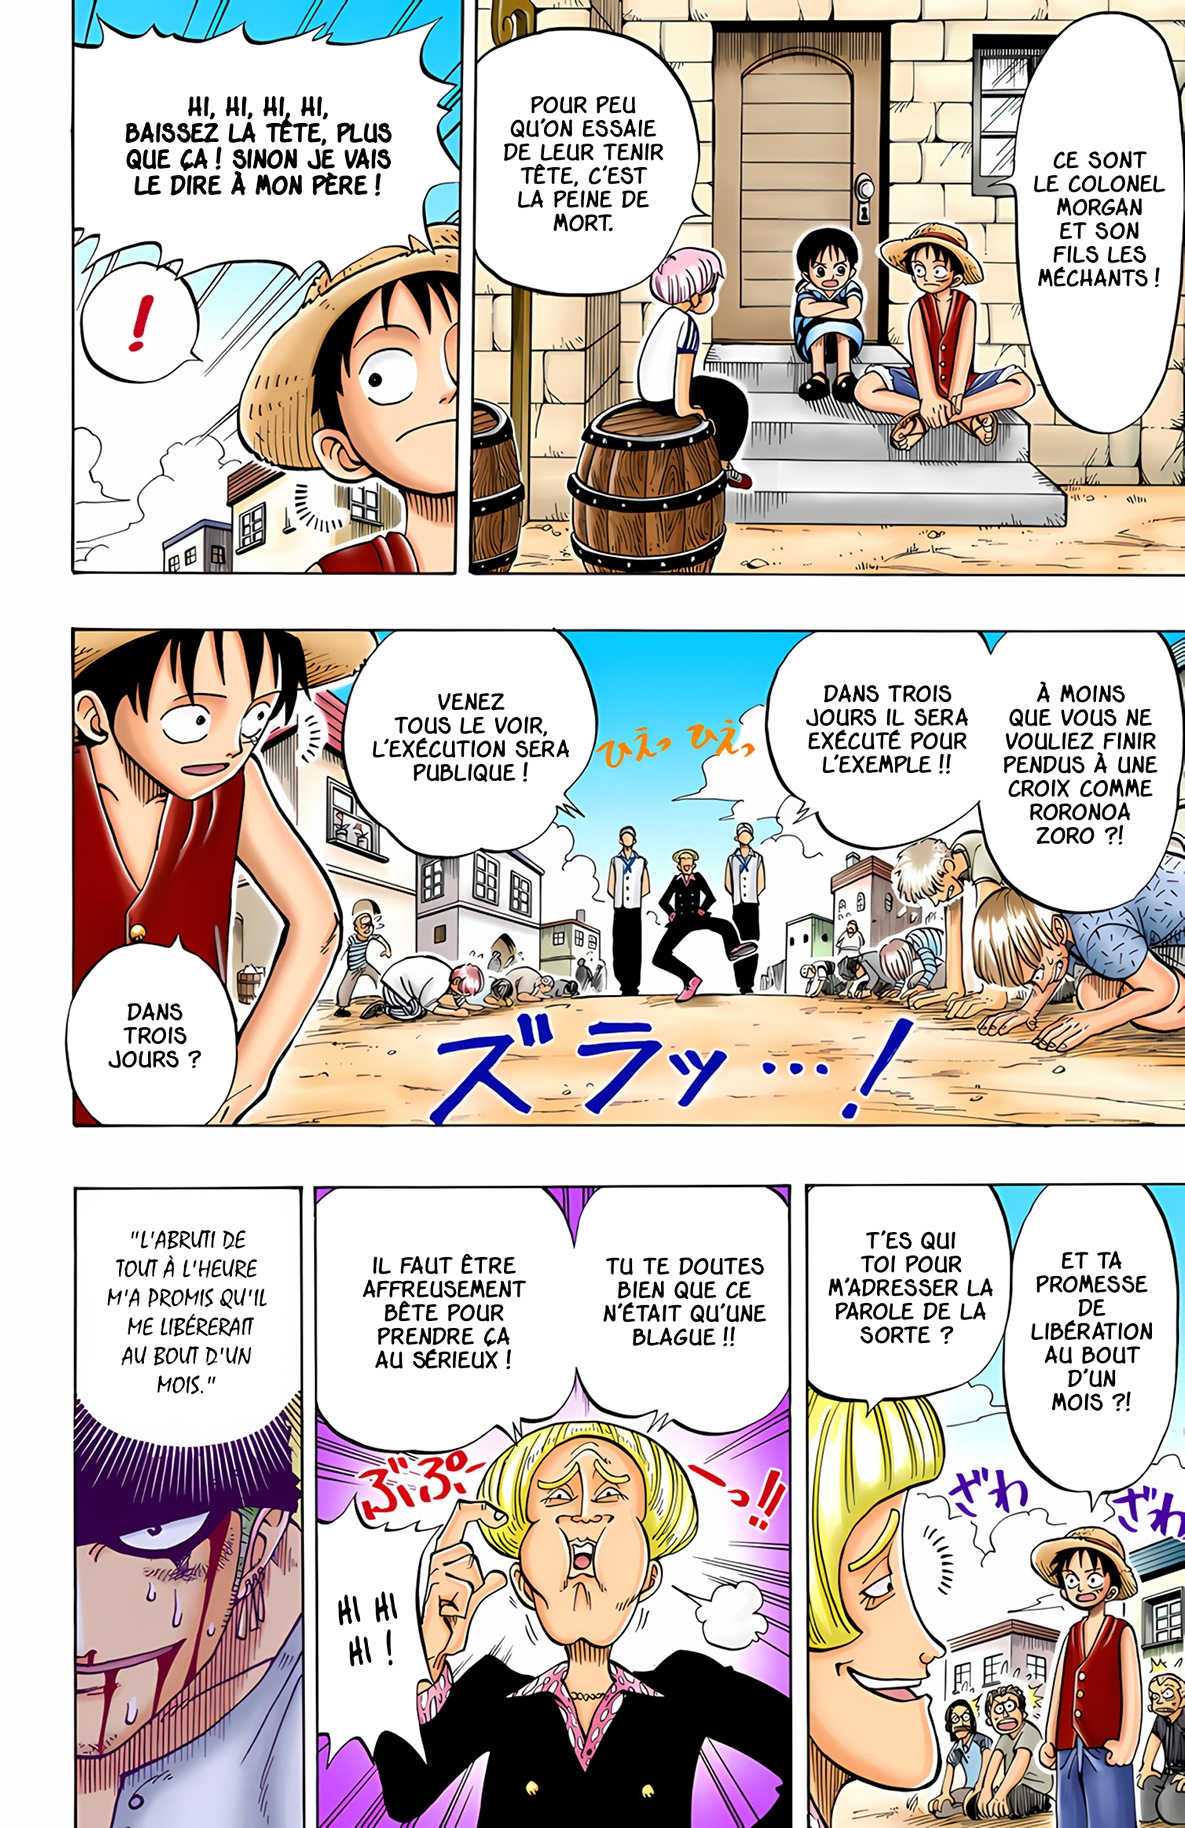 CE SONT
LE COLONEL
MORGAN
ET SON
FILS LES
MÉCHANTS !
POUR PEU
QU'ON ESSAIE
DE LEUR TENIR
TÊTE, C'EST
LA PEINE DE
MORT.
HI, HI, HI, HI,
BAISSEZ LA TÊTE, PLUS
QUE ÇA ! SINON JE VAIS
LE DIRE À MON PÈRE !
!
À MOINS
QUE VOUS NE
VOULIEZ FINIR
PENDUS À UNE
CROIX COMME
RORONOA
ZORO ?!
DANS TROIS
JOURS IL SERA
EXÉCUTÉ POUR
L'EXEMPLE !!
ひえっ ひえっ
VENEZ
TOUS LE VOIR,
L'EXÉCUTION SERA
PUBLIQUE !
ズラッ…!
DANS
TROIS
JOURS ?
ET TA
PROMESSE
DE
LIBÉRATION
AU BOUT
D'UN
MOIS ?!
T'ES QUI
TOI POUR
M'ADRESSER LA
PAROLE DE LA
SORTE ?
ざわ
ざわ
TU TE DOUTES
BIEN QUE CE
N'ÉTAIT QU'UNE
BLAGUE !!
IL FAUT ÊTRE
AFFREUSEMENT
BÊTE POUR
PRENDRE ÇA
AU SÉRIEUX !
ぶぷーっ!!
HI HI
HI !
"L'ABRUTI DE
TOUT À L'HEURE
M'A PROMIS QU'IL
ME LIBÉRERAIT
AU BOUT D'UN
MOIS."